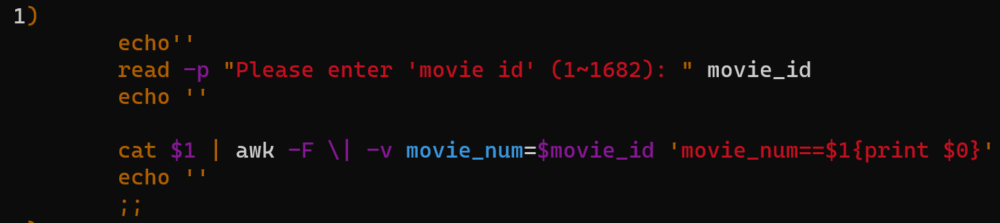 1)
echo''
read -p "Please enter 'movie id' (1~1682): " movie_id
echo ''
cat $1 | awk -F \| -v movie_num=$movie_id 'movie_num==$1{print $0}'
echo ''
;;